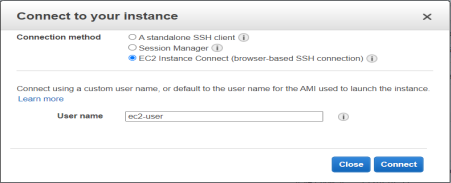 Connect to your instance
Connection method
A standalone SSH client
Session Manager
EC2 Instance Connect (browser-based SSH connection)
Connect using a custom user name, or default to the user name for the AMI used to launch the instance.
Learn more
User name ec2-user
Close Connect